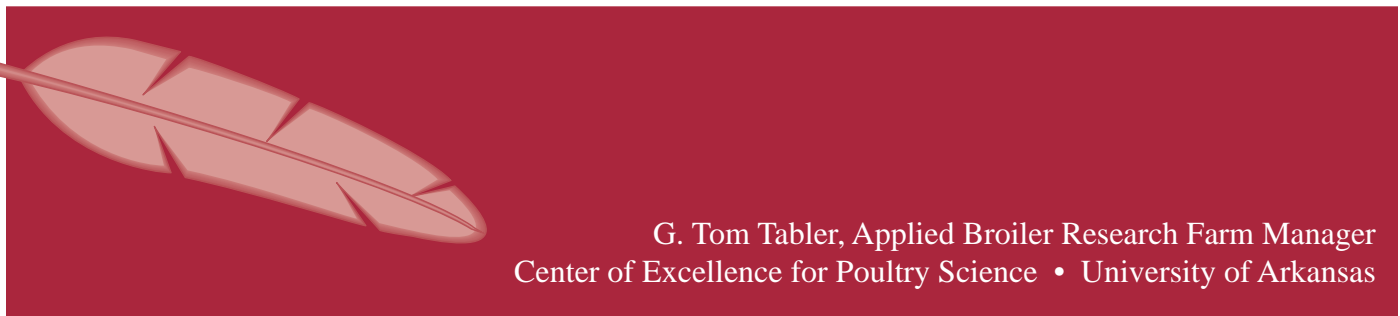 G. Tom Tabler, Applied Broiler Research Farm Manager
Center of Excellence for Poultry Science • University of Arkansas